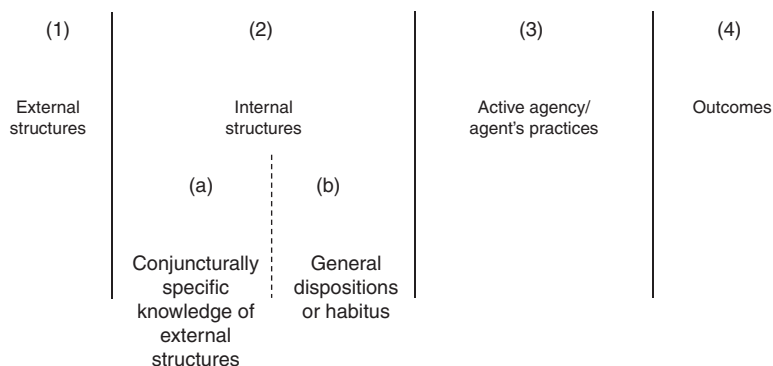 (1)
(2)
(3)
(4)
External
structures
Internal
structures
Active agency/
agent's practices
Outcomes
(a)
(b)
Conjuncturally
specific
knowledge of
external
structures
General
dispositions
or habitus